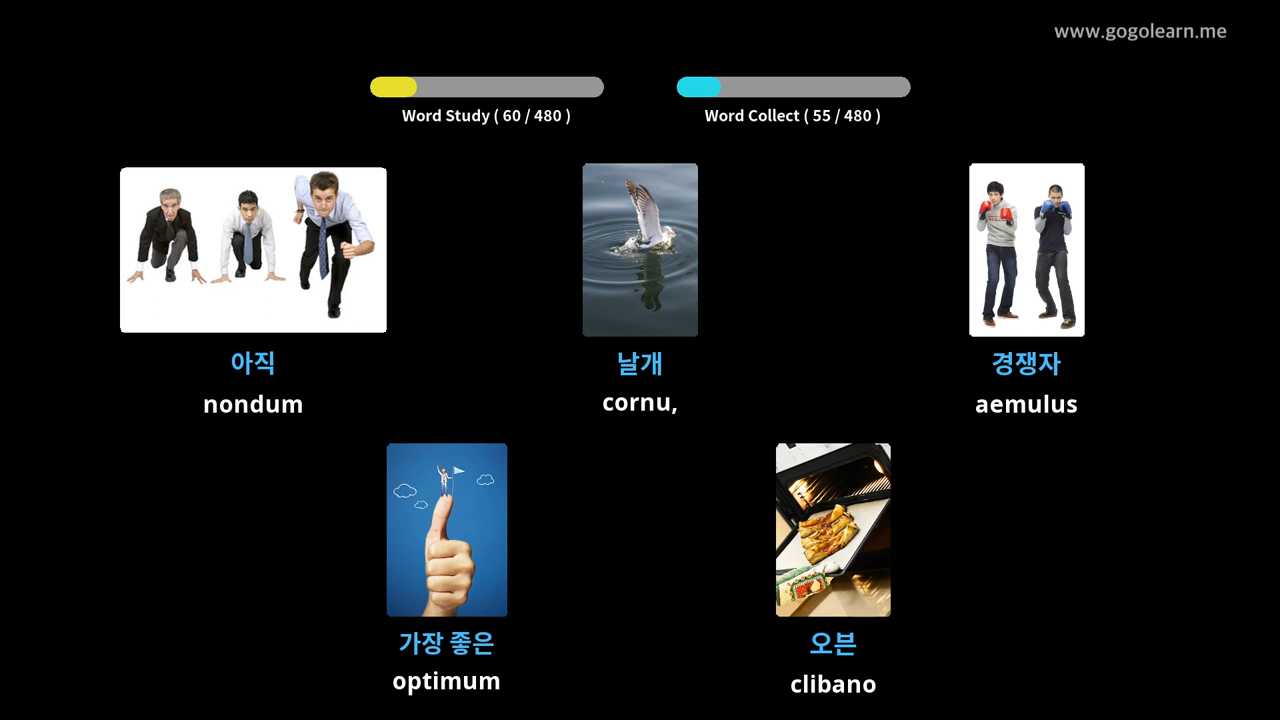 www.gogolearn.me
Word Study ( 60 / 480 )
Word Collect ( 55 / 480 )
아직
nondum
날개
cornu,
경쟁자
aemulus
가장 좋은
optimum
오븐
clibano